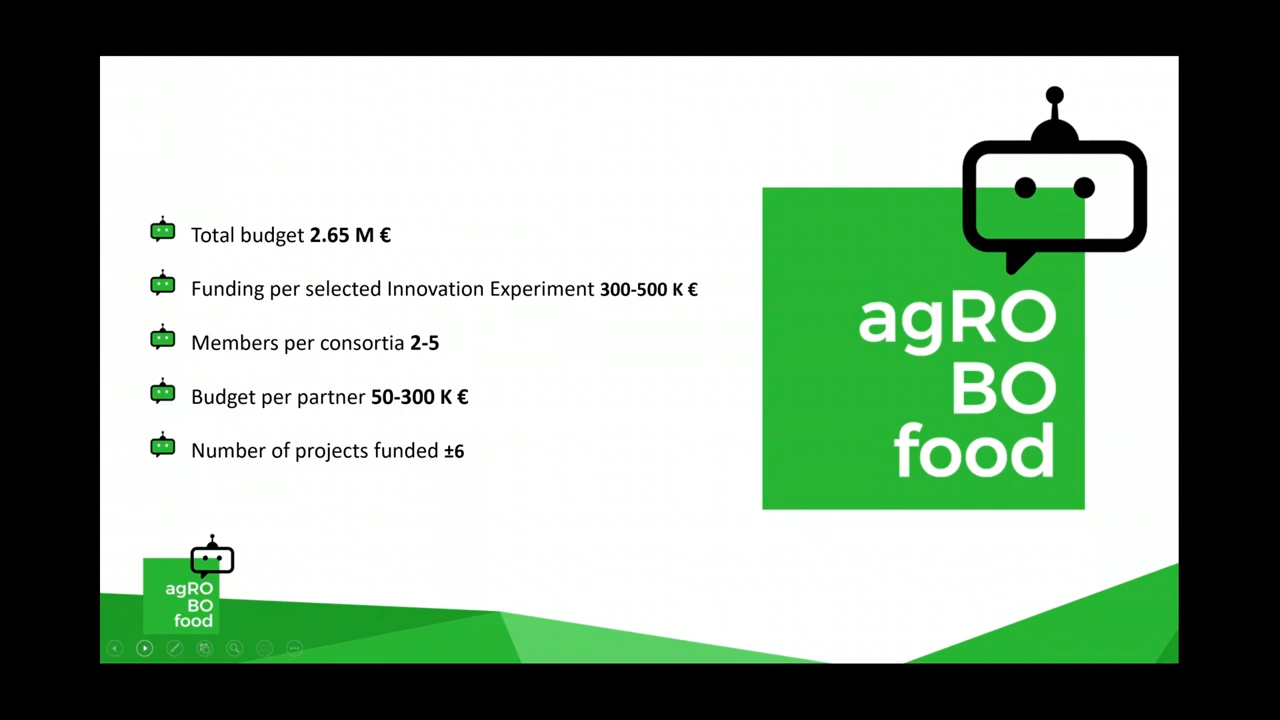 Total budget 2.65 M €
Funding per selected Innovation Experiment 300-500 K €
Members per consortia 2-5
Budget per partner 50-300 K €
Number of projects funded ±6
agRO
BO
food
agRO
BO
food